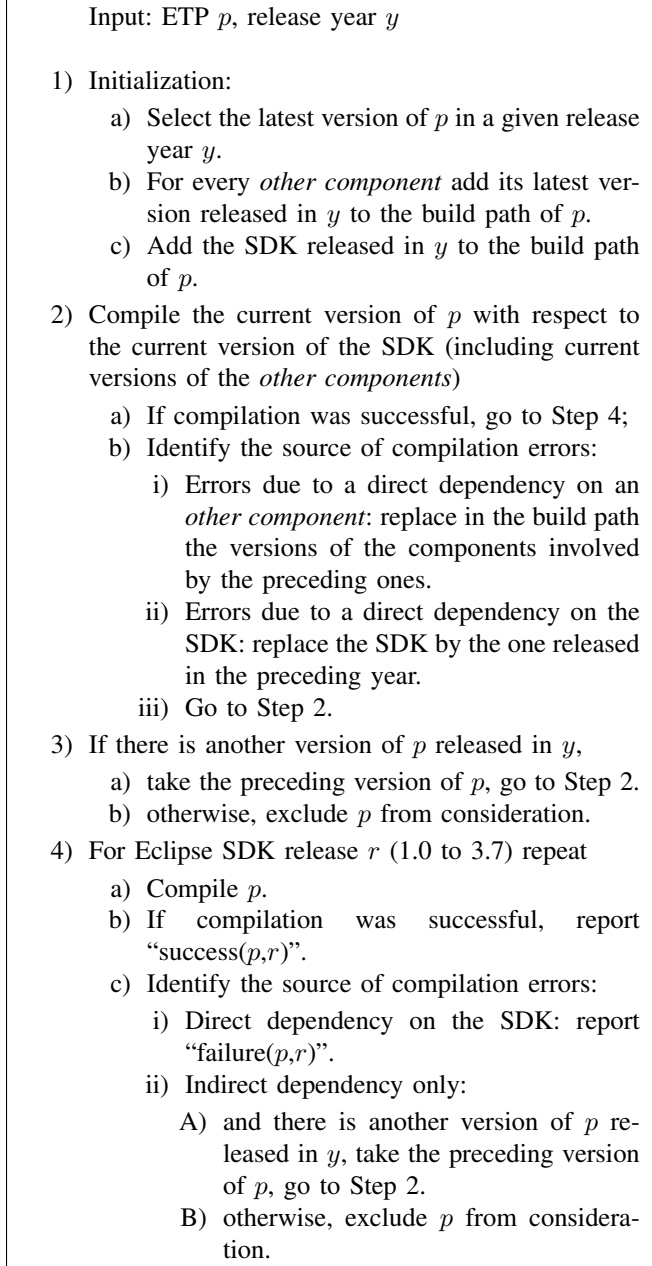 Input: ETP p, release year y
1) Initialization:
a) Select the latest version of p in a given release
year y.
b) For every other component add its latest ver-
sion released in y to the build path of p.
c) Add the SDK released in y to the build path
of p.
2) Compile the current version of p with respect to
the current version of the SDK (including current
versions of the other components)
a) If compilation was successful, go to Step 4;
b) Identify the source of compilation errors:
i) Errors due to a direct dependency on an
other component: replace in the build path
the versions of the components involved
by the preceding ones.
ii) Errors due to a direct dependency on the
SDK: replace the SDK by the one released
in the preceding year.
iii) Go to Step 2.
3) If there is another version of p released in y,
a) take the preceding version of p, go to Step 2.
b) otherwise, exclude p from consideration.
4) For Eclipse SDK release r (1.0 to 3.7) repeat
a) Compile p.
b) If compilation was successful, report
“success(p,r)”.
c) Identify the source of compilation errors:
i) Direct dependency on the SDK: report
“failure(p,r)”.
ii) Indirect dependency only:
A) and there is another version of p re-
leased in y, take the preceding version
of p, go to Step 2.
B) otherwise, exclude p from considera-
tion.